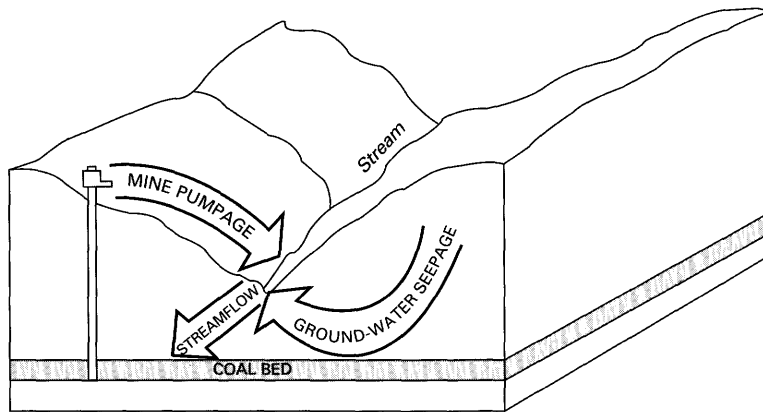 Stream
MINE PUMPAGE
GROUND-WATER SEEPAGE
STREAMFLOW
COAL BED